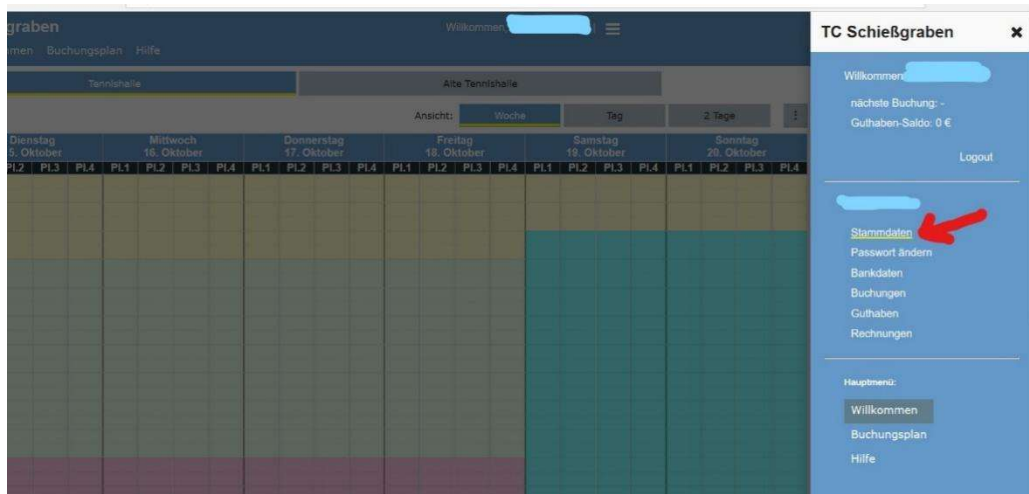 graben
Willkommen,
men Buchungsplan Hilfe
Tennishalle
Alte Tennishalle
Ansicht:
Woche
Tag
2 Tage
Dienstag
Mittwoch
Donnerstag
Freitag
Samstag
Sonntag
5. Oktober
16. Oktober
17. Oktober
18. Oktober
19. Oktober
20. Oktober
Pl.2 Pl.3 Pl.4 Pl.1 Pl.2 Pl.3 Pl.4 Pl.1 Pl.2 Pl.3 Pl.4 Pl.1 Pl.2 Pl.3 Pl.4 Pl.1 Pl.2 Pl.3 Pl.4 Pl.1 Pl.2 Pl.3 Pl.4
TC Schießgraben
Willkommen
nächste Buchung: -
Guthaben-Saldo: 0 €
Logout
Stammdaten
Passwort ändern
Bankdaten
Buchungen
Guthaben
Rechnungen
Hauptmenü:
Willkommen
Buchungsplan
Hilfe